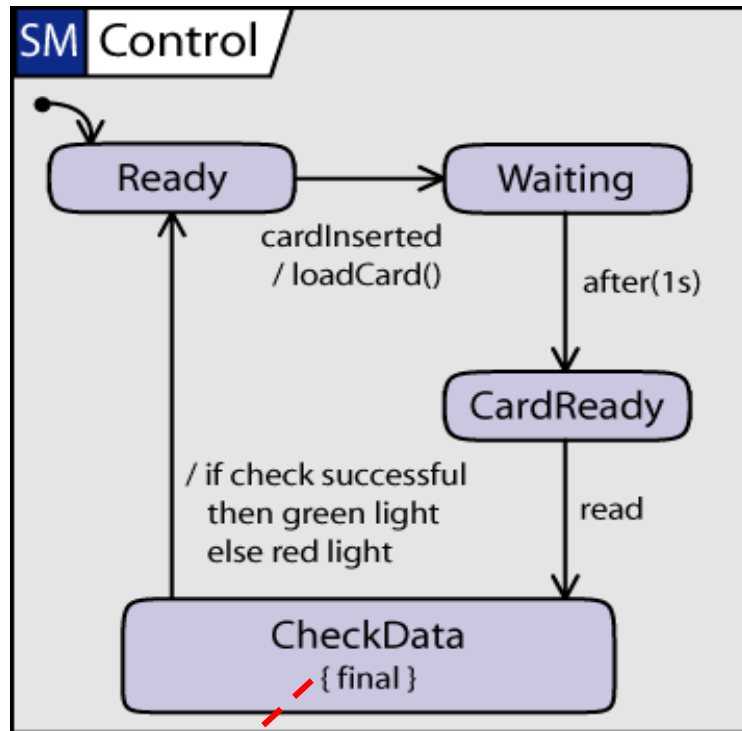 SM Control
Ready
Waiting
cardInserted
/ loadCard()
after(1s)
CardReady
/ if check successful
then green light
else red light
read
CheckData
{ final }